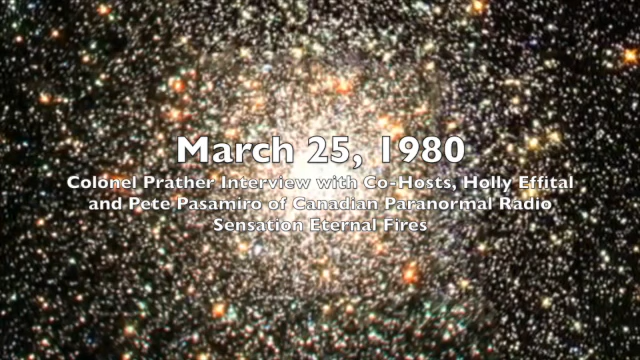 March 25, 1980
Colonel Prather Interview with Co-Hosts, Holly Effital
and Pete Pasamiro of Canadian Paranormal Radio
Sensation Eternal Fires